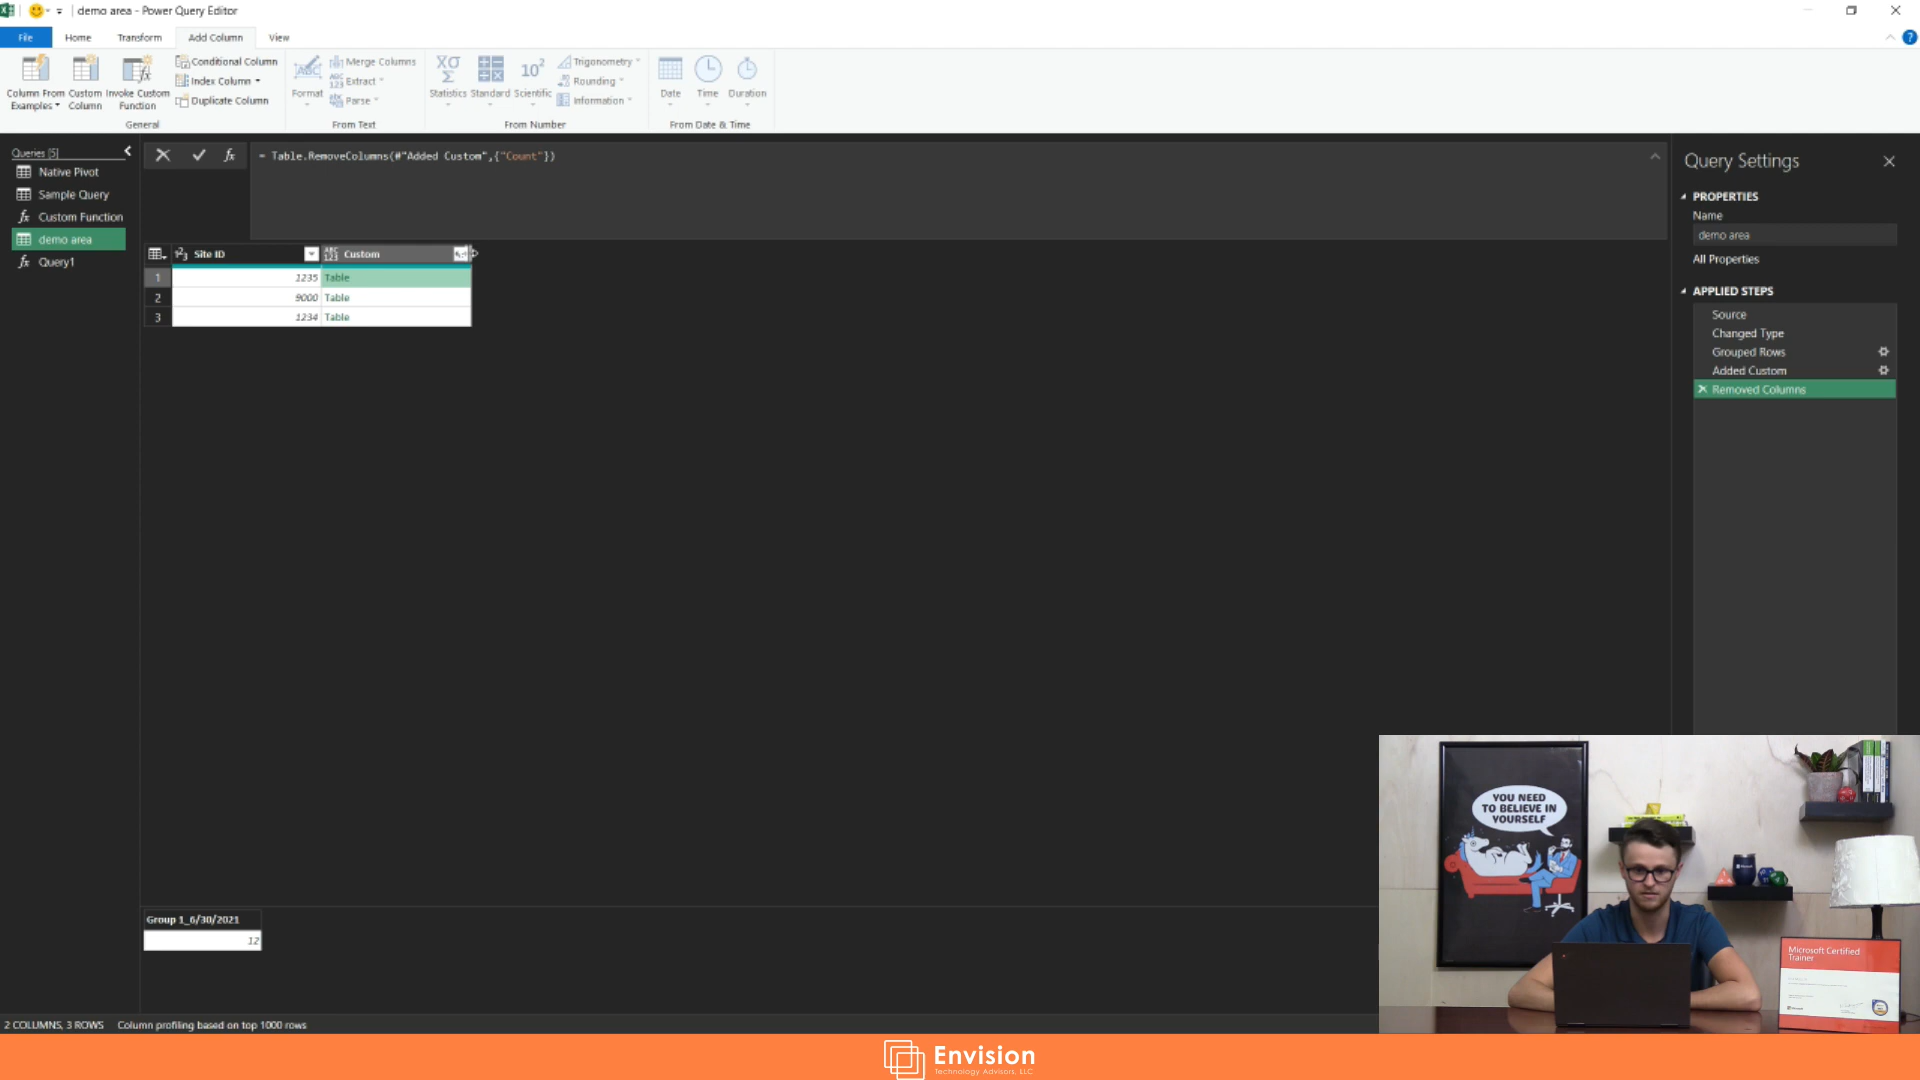 demo area - Power Query Editor
File
Home
Transform
Add Column
View
Column From Examples
Custom Column
Invoke Custom Function
Conditional Column
Index Column
Duplicate Column
General
Format
Merge Columns
Extract
Parse
From Text
Statistics
Standard
Scientific
Trigonometry
Rounding
Information
From Number
Date
Time
Duration
From Date & Time
Queries [5]
Native Pivot
Sample Query
Custom Function
demo area
Query1
= Table.RemoveColumns(#"Added Custom",{"Count"})
Site ID
Custom
1 1235 Table
2 9000 Table
3 1234 Table
Query Settings
PROPERTIES
Name
demo area
All Properties
APPLIED STEPS
Source
Changed Type
Grouped Rows
Added Custom
Removed Columns
Group 1_6/30/2021
12
2 COLUMNS, 3 ROWS
Column profiling based on top 1000 rows
YOU NEED
TO BELIEVE IN
YOURSELF
Microsoft Certified
Trainer
Envision
Technology Advisors, LLC